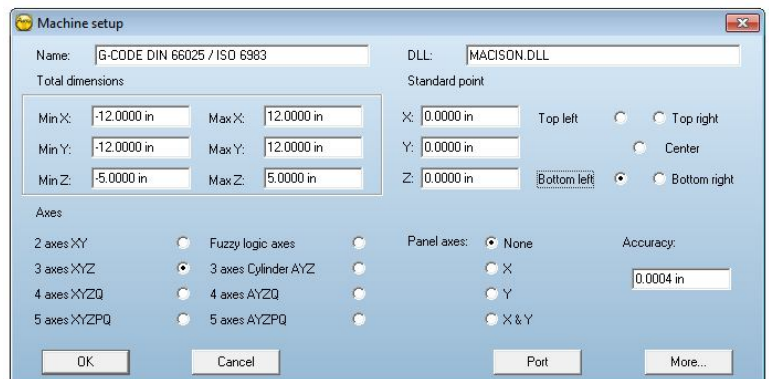 Machine setup
Name: G-CODE DIN 66025 / ISO 6983 DLL: MACISON.DLL
Total dimensions Standard point
Min X: -12.0000 in Max X: 12.0000 in X: 0.0000 in Top left Top right
Min Y: -12.0000 in Max Y: 12.0000 in Y: 0.0000 in Center
Min Z: -5.0000 in Max Z: 5.0000 in Z: 0.0000 in Bottom left Bottom right
Axes
2 axes XY Fuzzy logic axes Panel axes: None Accuracy:
3 axes XYZ 3 axes Cylinder AYZ X 0.0004 in
4 axes XYZQ 4 axes AYZQ Y
5 axes XYZPQ 5 axes AYZPQ X & Y
OK Cancel Port More...